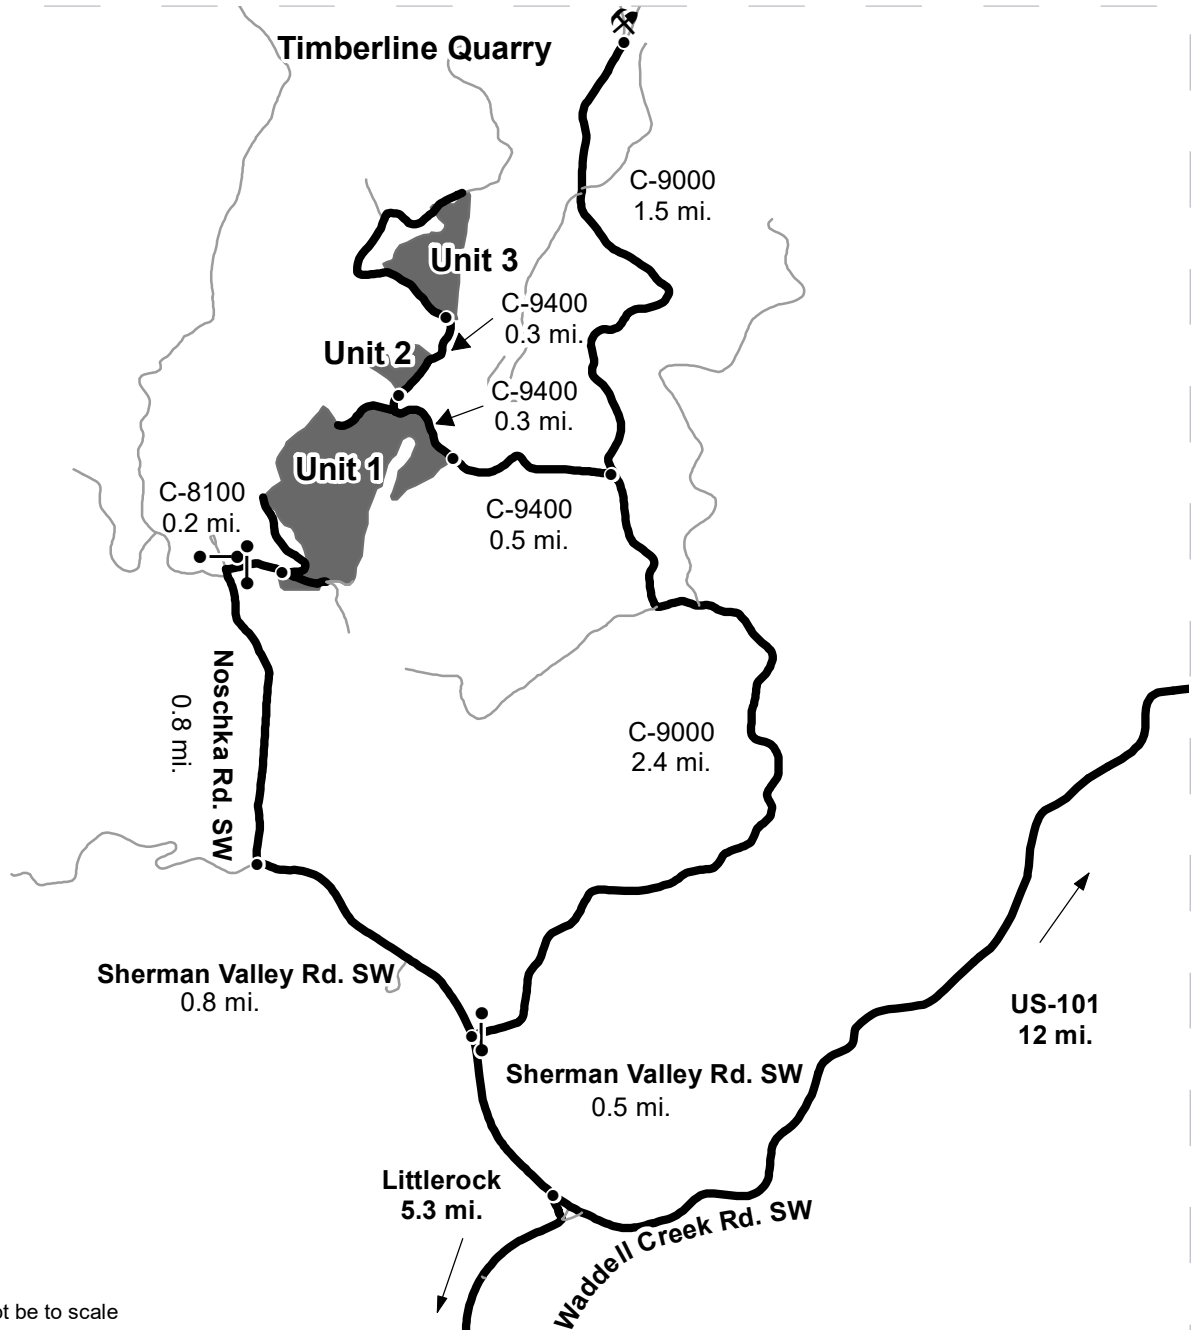 Timberline Quarry
C-9000
1.5 mi.
Unit 3
C-9400
0.3 mi.
Unit 2
C-9400
0.3 mi.
Unit 1
C-8100
0.2 mi.
C-9400
0.5 mi.
Noschka Rd. SW
0.8 mi.
C-9000
2.4 mi.
Sherman Valley Rd. SW
0.8 mi.
US-101
12 mi.
Sherman Valley Rd. SW
0.5 mi.
Littlerock
5.3 mi.
Waddell Creek Rd. SW
be to scale